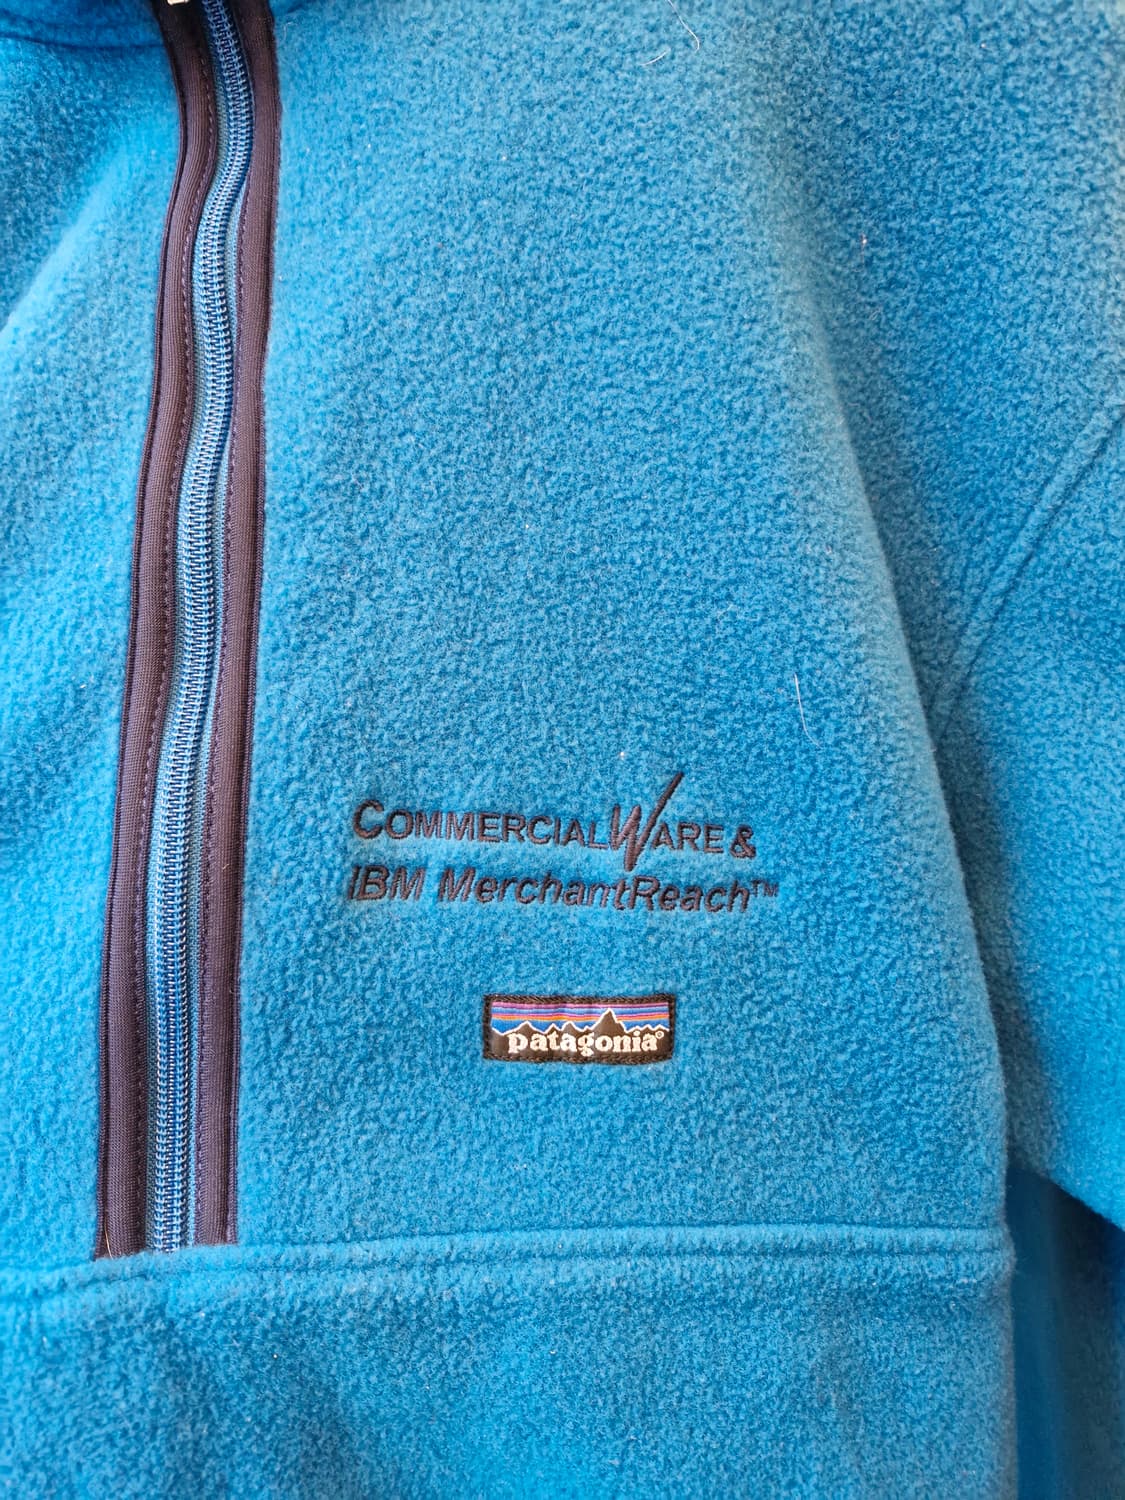 COMMERCIALWARE &
IBM MerchantReach™
patagonia®